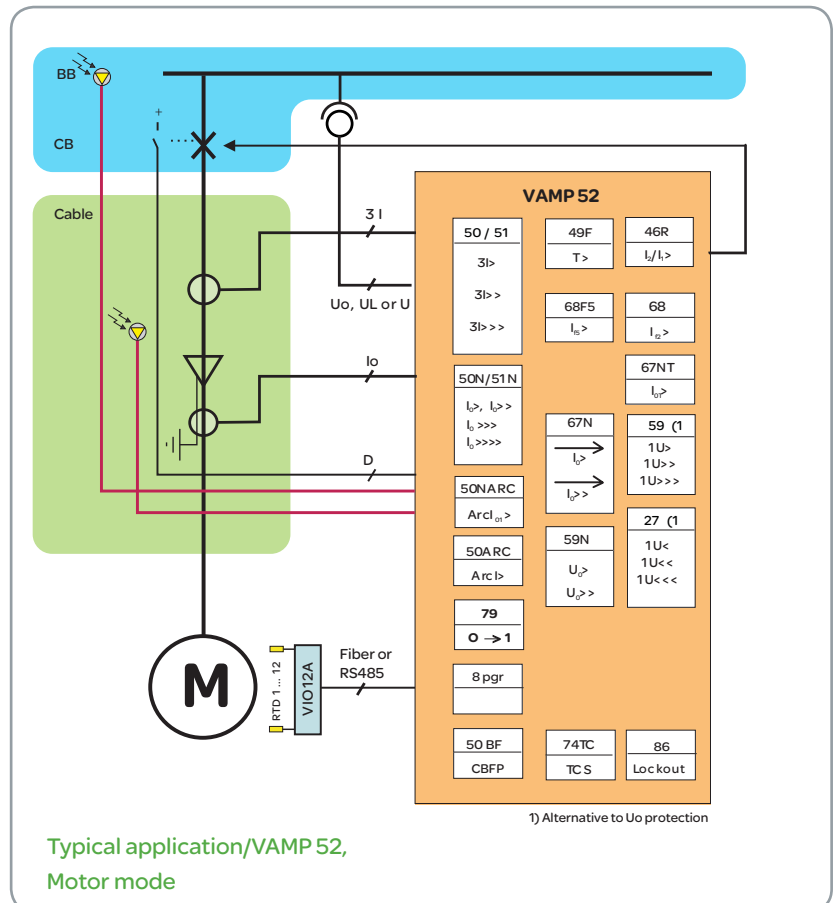 BB
+
CB
Cable
3 I
Uo, UL or U
Io
D
VAMP 52
50 / 51
3I>
3I>>
3I>>>
49F
T>
46R
I₂/I₁>
68F5
I_f5>
68
I_f2>
67NT
I_0T>
50N/51N
I₀>, I₀>>
I₀ >>>
I₀>>>>
67N
I₀>
I₀>>
59 (1
1U>
1U>>
1U>>>
50NARC
ArcI₀₁>
50ARC
ArcI>
59N
U₀>
U₀>>
27 (1
1U<
1U<<
1U<<<
79
O → 1
8 pgr
50 BF
CBFP
74TC
TCS
86
Lockout
M
RTD 1 ... 12
VIO12A
Fiber or
RS485
1) Alternative to Uo protection
Typical application/VAMP 52,
Motor mode